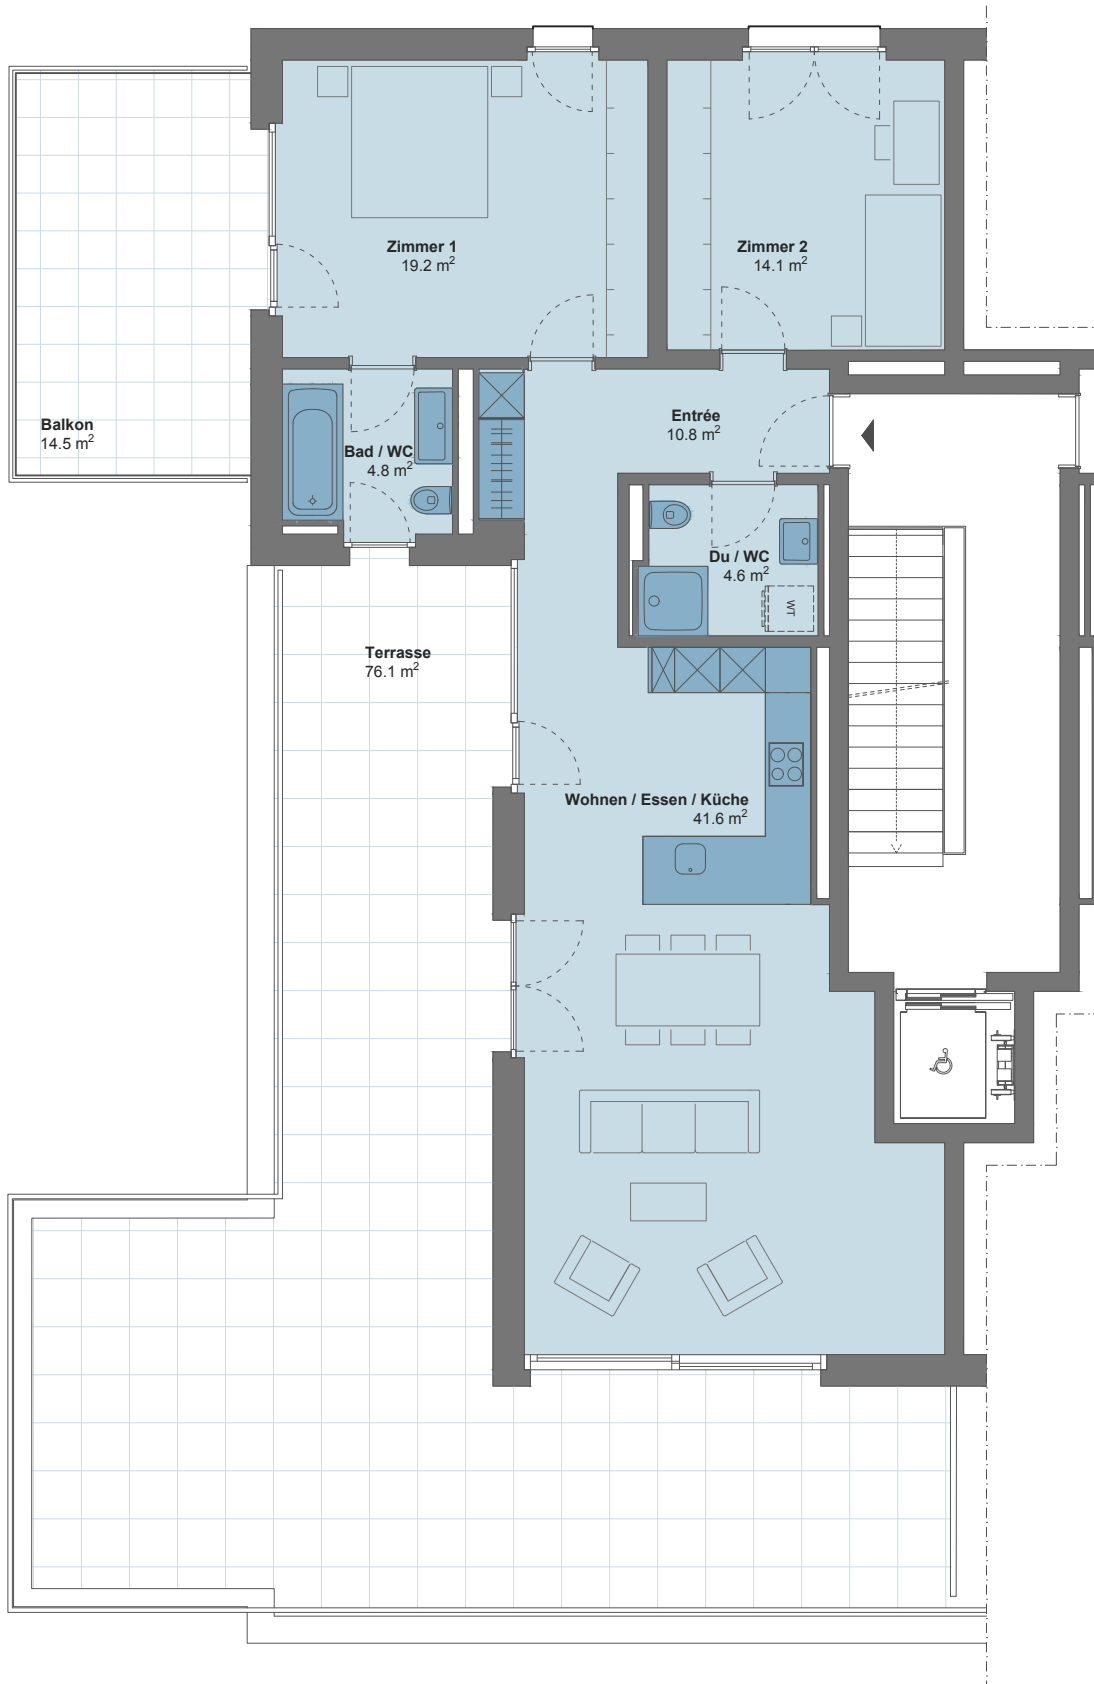 Zimmer 1
19.2 m²
Zimmer 2
14.1 m²
Balkon
14.5 m²
Bad / WC
4.8 m²
Entrée
10.8 m²
Du / WC
4.6 m²
WT
Terrasse
76.1 m²
Wohnen / Essen / Küche
41.6 m²